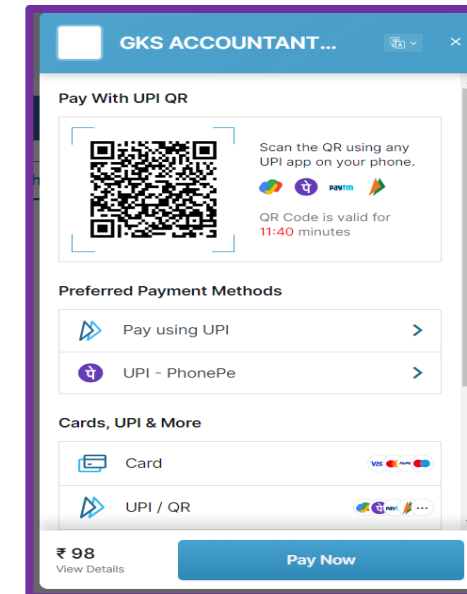 GKS ACCOUNTANT...
Pay With UPI QR
Scan the QR using any
UPI app on your phone.
paytm
QR Code is valid for
11:40 minutes
Preferred Payment Methods
Pay using UPI
UPI - PhonePe
Cards, UPI & More
Card
VISA
UPI / QR
₹ 98
View Details
Pay Now